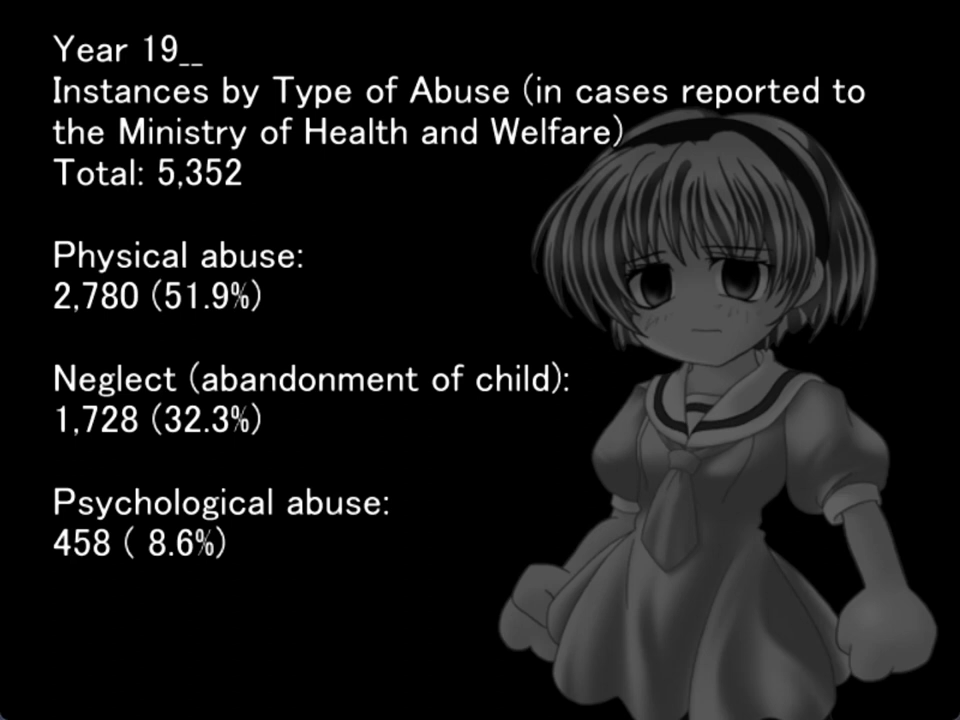 Year 19__
Instances by Type of Abuse (in cases reported to
the Ministry of Health and Welfare)
Total: 5,352
Physical abuse:
2,780 (51.9%)
Neglect (abandonment of child):
1,728 (32.3%)
Psychological abuse:
458 ( 8.6%)